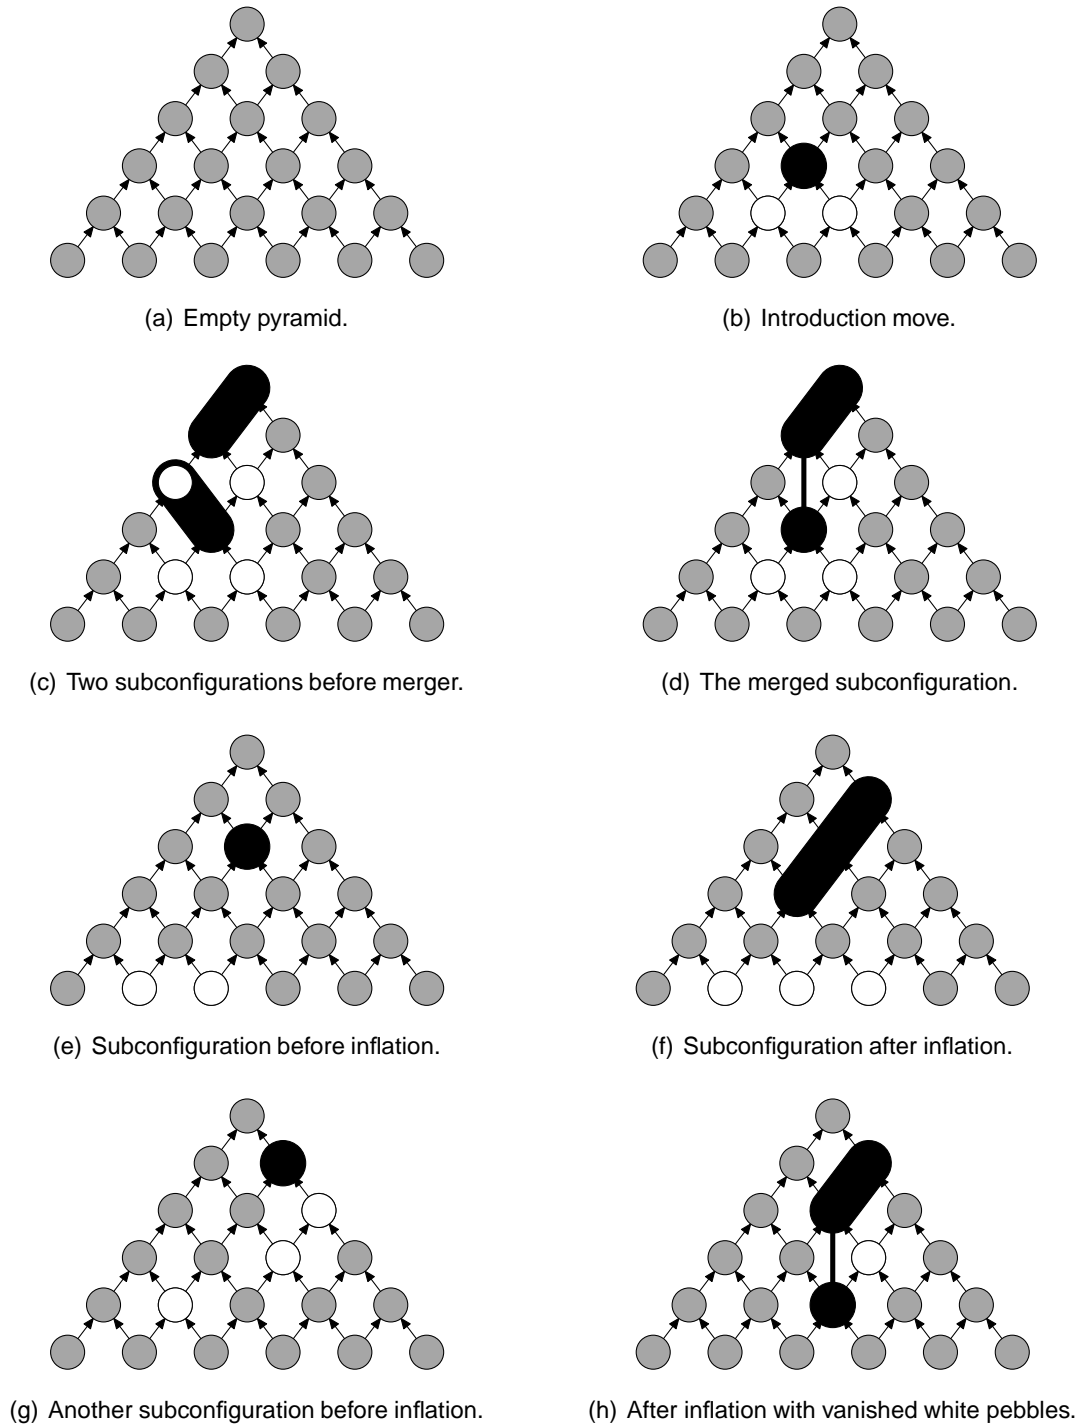 (a) Empty pyramid.
(b) Introduction move.
(c) Two subconfigurations before merger.
(d) The merged subconfiguration.
(e) Subconfiguration before inflation.
(f) Subconfiguration after inflation.
(g) Another subconfiguration before inflation.
(h) After inflation with vanished white pebbles.